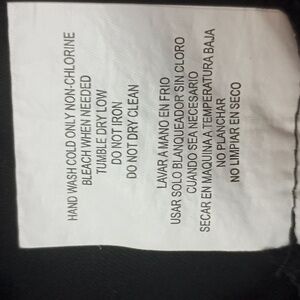 HAND WASH COLD ONLY NON-CHLORINE
BLEACH WHEN NEEDED
TUMBLE DRY LOW
DO NOT IRON
DO NOT DRY CLEAN
LAVAR A MANO EN FRIO
USAR SOLO BLANQUEADOR SIN CLORO
CUANDO SEA NECESARIO
SECAR EN MAQUINA A TEMPERATURA BAJA
NO PLANCHAR
NO LIMPIAR EN SECO